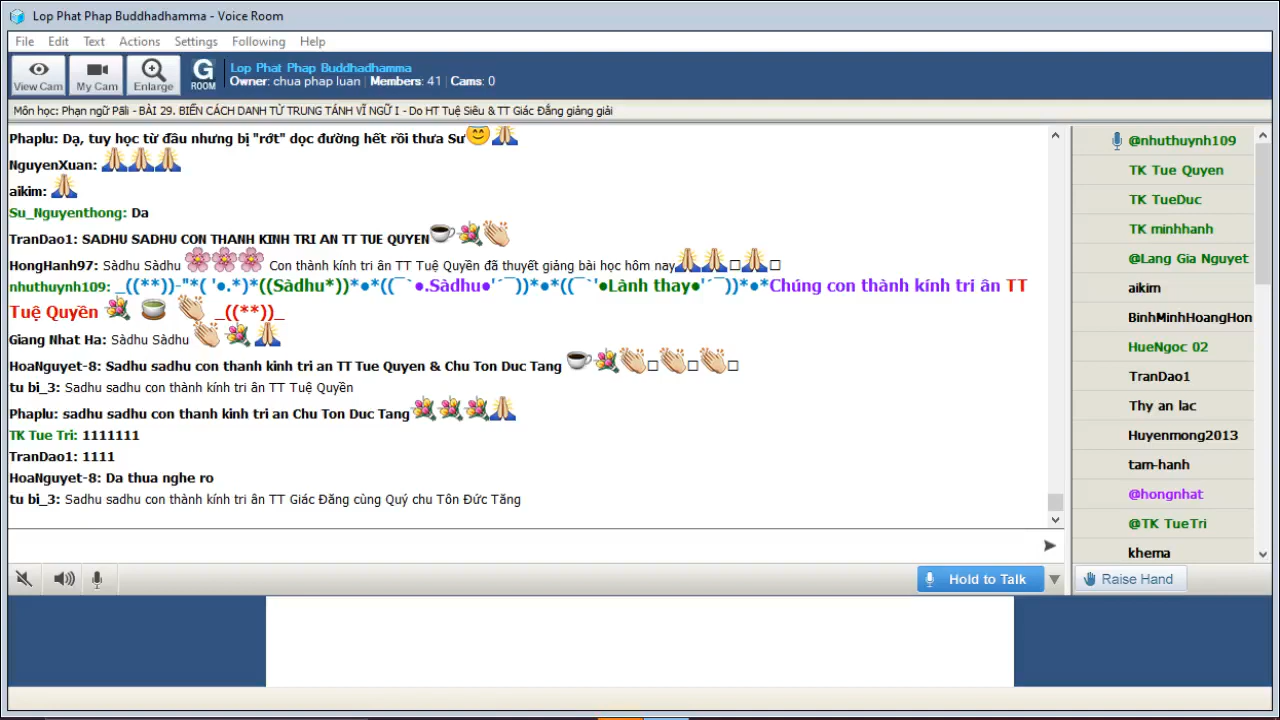 Lop Phat Phap Buddhadhamma - Voice Room
File Edit Text Actions Settings Following Help
View Cam My Cam Enlarge G ROOM
Lop Phat Phap Buddhadhamma
Owner: chua phap luan | Members: 41 | Cams: 0
Môn học: Phạn ngữ Pāli - BÀI 29. BIẾN CÁCH DANH TỪ TRUNG TÁNH VĨ NGỮ I - Do HT Tuệ Siêu & TT Giác Đẳng giảng giải
Phaplu: Dạ, tuy học từ đầu nhưng bị "rớt" dọc đường hết rồi thưa Sư😇🙏
NguyenXuan: 🙏🙏🙏
aikim: 🙏
Su_Nguyenthong: Da
TranDao1: SADHU SADHU CON THANH KINH TRI AN TT TUE QUYEN☕💐👏
HongHanh97: Sàdhu Sàdhu 🌸🌸🌸 Con thành kính tri ân TT Tuệ Quyền đã thuyết giảng bài học hôm nay🙏🙏□🙏□
nhuthuynh109: _((**))-"*( '●.*)*((Sàdhu*))*●*((¯`●.Sàdhu●'´¯))*●*((¯`'●Lành thay●'´¯))*●*Chúng con thành kính tri ân TT
Tuệ Quyền 💐 🍵 👏 _((**))_
Giang Nhat Ha: Sàdhu Sàdhu 👏 💐 🙏
HoaNguyet-8: Sadhu sadhu con thanh kinh tri an TT Tue Quyen & Chu Ton Duc Tang ☕💐👏□👏□👏□
tu bi_3: Sadhu sadhu con thành kính tri ân TT Tuệ Quyền
Phaplu: sadhu sadhu con thanh kinh tri an Chu Ton Duc Tang💐💐💐🙏
TK Tue Tri: 1111111
TranDao1: 1111
HoaNguyet-8: Da thua nghe ro
tu bi_3: Sadhu sadhu con thành kính tri ân TT Giác Đăng cùng Quý chu Tôn Đức Tăng
@nhuthuynh109
TK Tue Quyen
TK TueDuc
TK minhhanh
@Lang Gia Nguyet
aikim
BinhMinhHoangHon
HueNgoc 02
TranDao1
Thy an lac
Huyenmong2013
tam-hanh
@hongnhat
@TK TueTri
khema
Hold to Talk
Raise Hand